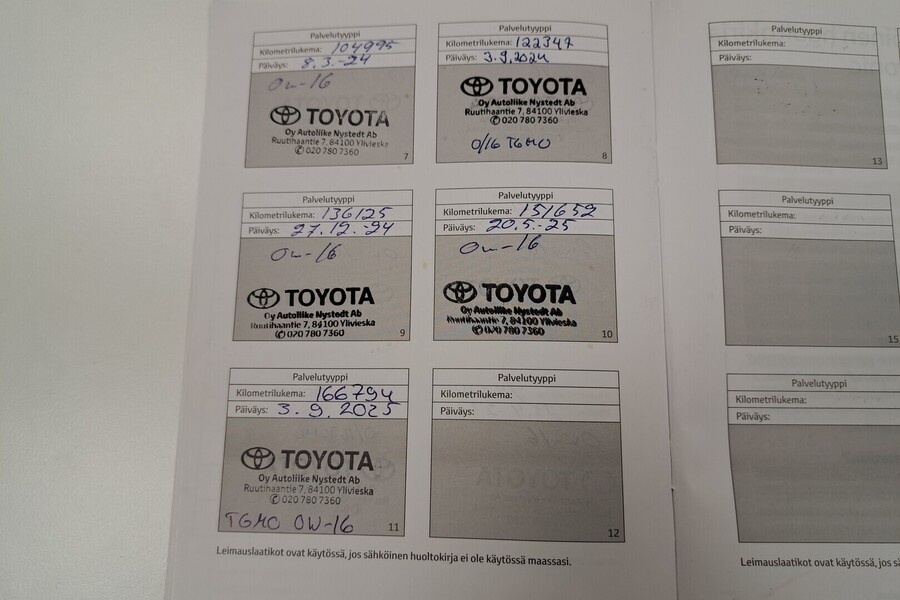 Palvelutyyppi
Kilometrilukema: 104995
Päiväys: 8.3.-24
0w-16
TOYOTA
Oy Autoliike Nystedt Ab
Ruutihaantie 7, 84100 Ylivieska
✆ 020 780 7360
7
Palvelutyyppi
Kilometrilukema: 122347
Päiväys: 3.9.2024
TOYOTA
Oy Autoliike Nystedt Ab
Ruutihaantie 7, 84100 Ylivieska
✆ 020 780 7360
0/16 TGMO
8
Palvelutyyppi
Kilometrilukema: 136125
Päiväys: 27.12.-24
0w-16
TOYOTA
Oy Autoliike Nystedt Ab
Ruutihaantie 7, 84100 Ylivieska
✆ 020 780 7360
9
Palvelutyyppi
Kilometrilukema: 151652
Päiväys: 20.5.-25
0w-16
TOYOTA
Oy Autoliike Nystedt Ab
Ruutihaantie 7, 84100 Ylivieska
✆ 020 780 7360
10
Palvelutyyppi
Kilometrilukema: 166794
Päiväys: 3.9.2025
TOYOTA
Oy Autoliike Nystedt Ab
Ruutihaantie 7, 84100 Ylivieska
✆ 020 780 7360
TGMO 0W-16
11
Palvelutyyppi
Kilometrilukema:
Päiväys:
12
Leimauslaatikot ovat käytössä, jos sähköinen huoltokirja ei ole käytössä maassasi.
Palvelutyyppi
Kilometrilukema:
Päiväys:
13
Palvelutyyppi
Kilometrilukema:
Päiväys:
15
Palvelutyyppi
Kilometrilukema:
Päiväys:
Leimauslaatikot ovat käytössä, jos